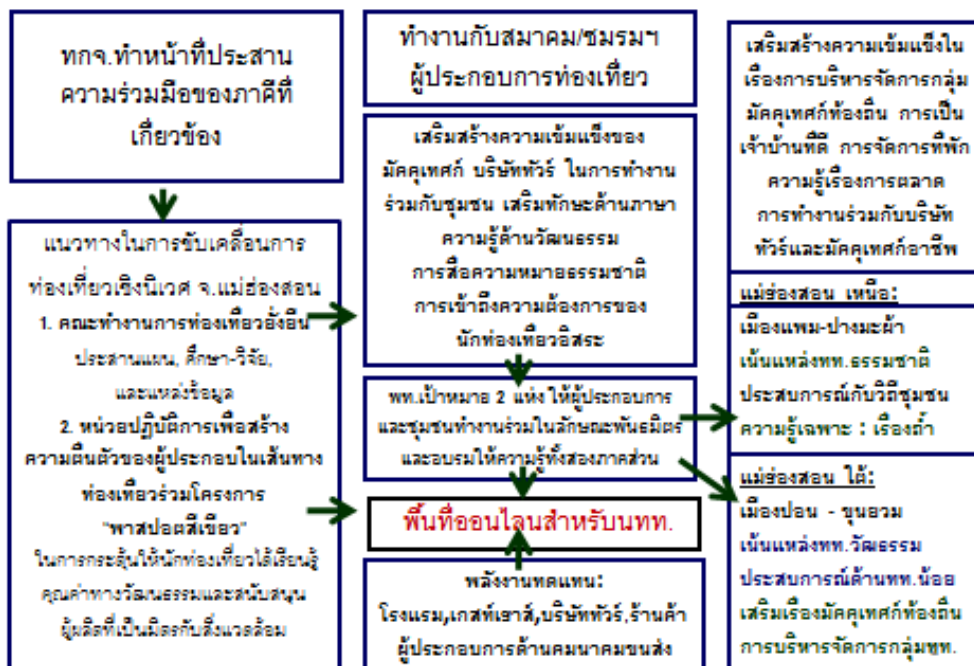 ทกจ.ทำหน้าที่ประสาน
ความร่วมมือของภาคีที่
เกี่ยวข้อง
แนวทางในการขับเคลื่อนการ
ท่องเที่ยวเชิงนิเวศ จ.แม่ฮ่องสอน
1. คณะทำงานการท่องเที่ยวยั่งยืน
ประสานแผน, ศึกษา-วิจัย,
และแหล่งข้อมูล
2. หน่วยปฏิบัติการเพื่อสร้าง
ความตื่นตัวของผู้ประกอบในเส้นทาง
ท่องเที่ยวร่วมโครงการ
"พาสปอตสีเขียว"
ในการกระตุ้นให้นักท่องเที่ยวได้เรียนรู้
คุณค่าทางวัฒนธรรมและสนับสนุน
ผู้ผลิตที่เป็นมิตรกับสิ่งแวดล้อม
ทำงานกับสมาคม/ชมรมฯ
ผู้ประกอบการท่องเที่ยว
เสริมสร้างความเข้มแข็งของ
มัคคุเทศก์ บริษัททัวร์ ในการทำงาน
ร่วมกับชุมชน เสริมทักษะด้านภาษา
ความรู้ด้านวัฒนธรรม
การสื่อความหมายธรรมชาติ
การเข้าถึงความต้องการของ
นักท่องเที่ยวอิสระ
พท.เป้าหมาย 2 แห่ง ให้ผู้ประกอบการ
และชุมชนทำงานร่วมในลักษณะพันธมิตร
และอบรมให้ความรู้ทั้งสองภาคส่วน
พื้นที่ออนไลนสำหรับนทท.
พลังงานทดแทน:
โรงแรม,เกสท์เฮาส์,บริษัททัวร์,ร้านค้า
ผู้ประกอบการด้านคมนาคมขนส่ง
เสริมสร้างความเข้มแข็งใน
เรื่องการบริหารจัดการกลุ่ม
มัคคุเทศก์ท้องถิ่น การเป็น
เจ้าบ้านที่ดี การจัดการที่พัก
ความรู้เรื่องการตลาด
การทำงานร่วมกับบริษัท
ทัวร์และมัคคุเทศก์อาชีพ
แม่ฮ่องสอน เหนือ:
เมืองแพม-ปางมะผ้า
เน้นแหล่งทท.ธรรมชาติ
ประสบการณ์กับวิถีชุมชน
ความรู้เฉพาะ : เรื่องถ้ำ
แม่ฮ่องสอน ใต้:
เมืองปอน - ขุนยวม
เน้นแหล่งทท.วัฒธรรม
ประสบการณ์ด้านทท.น้อย
เสริมเรื่องมัคคุเทศก์ท้องถิ่น
การบริหารจัดการกลุ่มชุท.